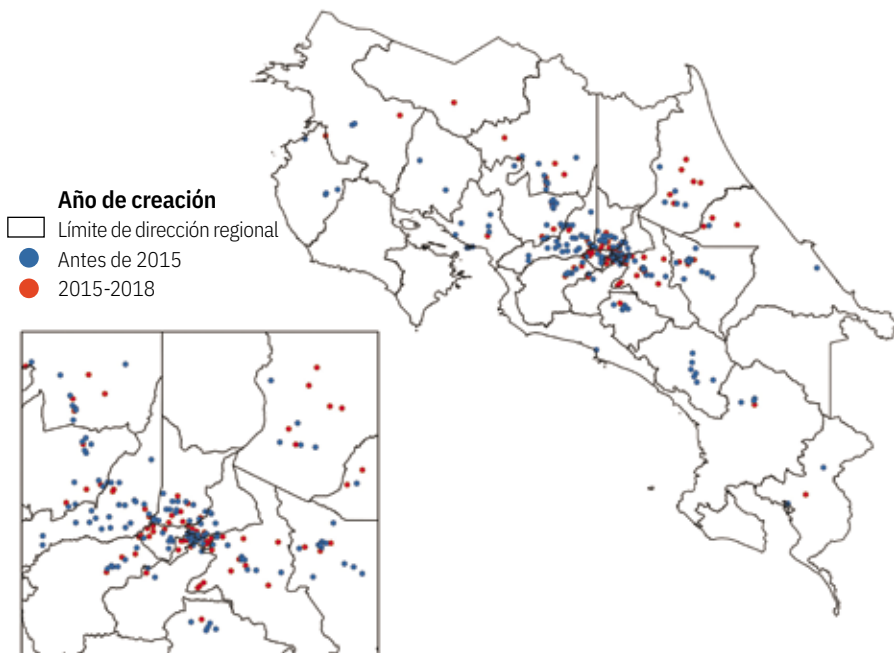 Año de creación
Límite de dirección regional
Antes de 2015
2015-2018